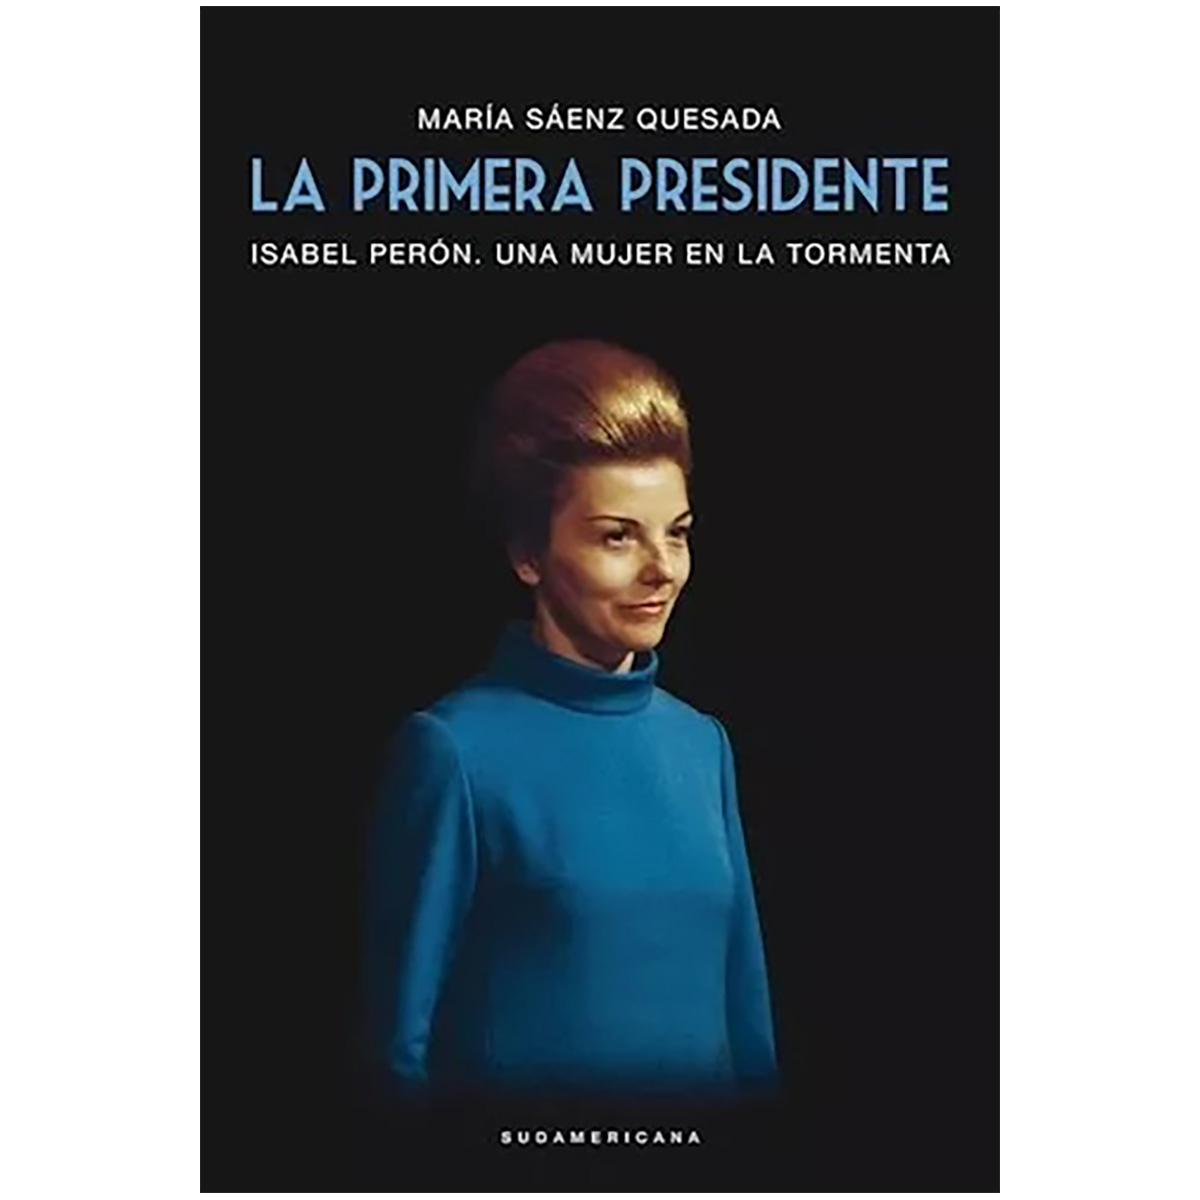 MARÍA SÁENZ QUESADA
LA PRIMERA PRESIDENTE
ISABEL PERÓN. UNA MUJER EN LA TORMENTA
SUDAMERICANA